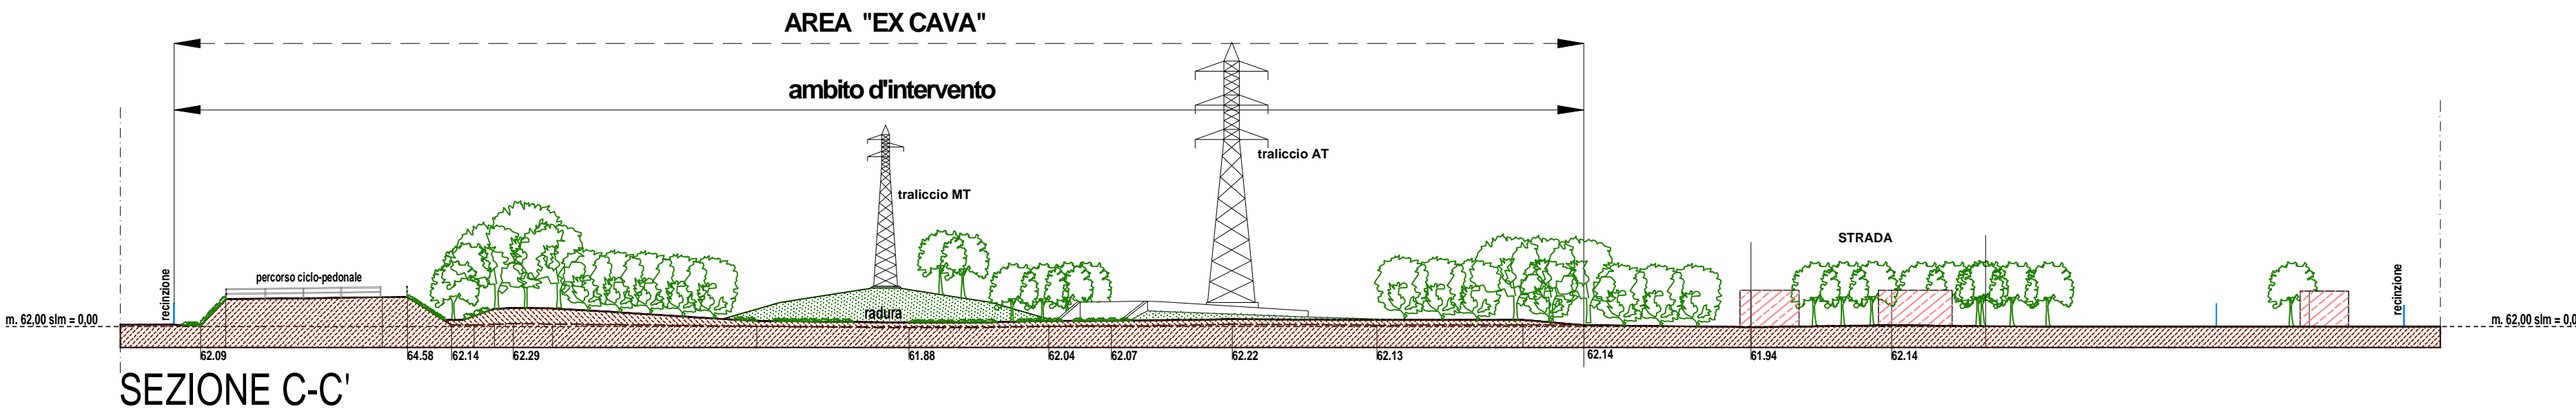 AREA "EX CAVA"
ambito d'intervento
traliccio AT
traliccio MT
STRADA
recinzione
percorso ciclo-pedonale
recinzione
radura
m. 62,00 slm = 0,00
m. 62,00 slm = 0,0
62.09
64.58
62.14
62.29
61.88
62.04
62.07
62.22
62.13
62.14
61.94
62.14
SEZIONE C-C'